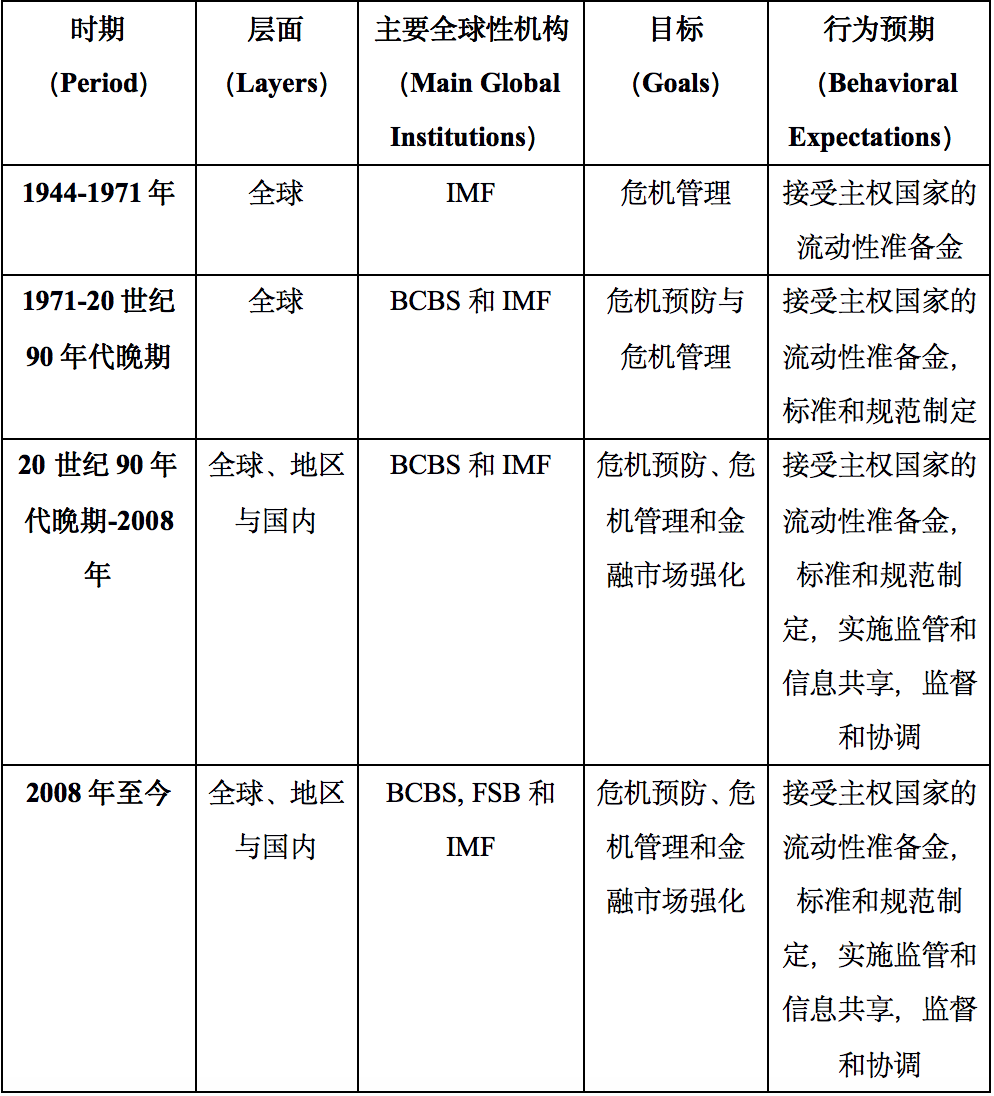 时期
（Period）
层面
（Layers）
主要全球性机构
（Main Global
Institutions）
目标
（Goals）
行为预期
（Behavioral
Expectations）
1944-1971 年
全球
IMF
危机管理
接受主权国家的
流动性准备金
1971-20 世纪
90 年代晚期
全球
BCBS 和 IMF
危机预防与
危机管理
接受主权国家的
流动性准备金，
标准和规范制定
20 世纪 90 年
代晚期-2008
年
全球、地区
与国内
BCBS 和 IMF
危机预防、危
机管理和金
融市场强化
接受主权国家的
流动性准备金，
标准和规范制
定，实施监管和
信息共享，监督
和协调
2008 年至今
全球、地区
与国内
BCBS, FSB 和
IMF
危机预防、危
机管理和金
融市场强化
接受主权国家的
流动性准备金，
标准和规范制
定，实施监管和
信息共享，监督
和协调